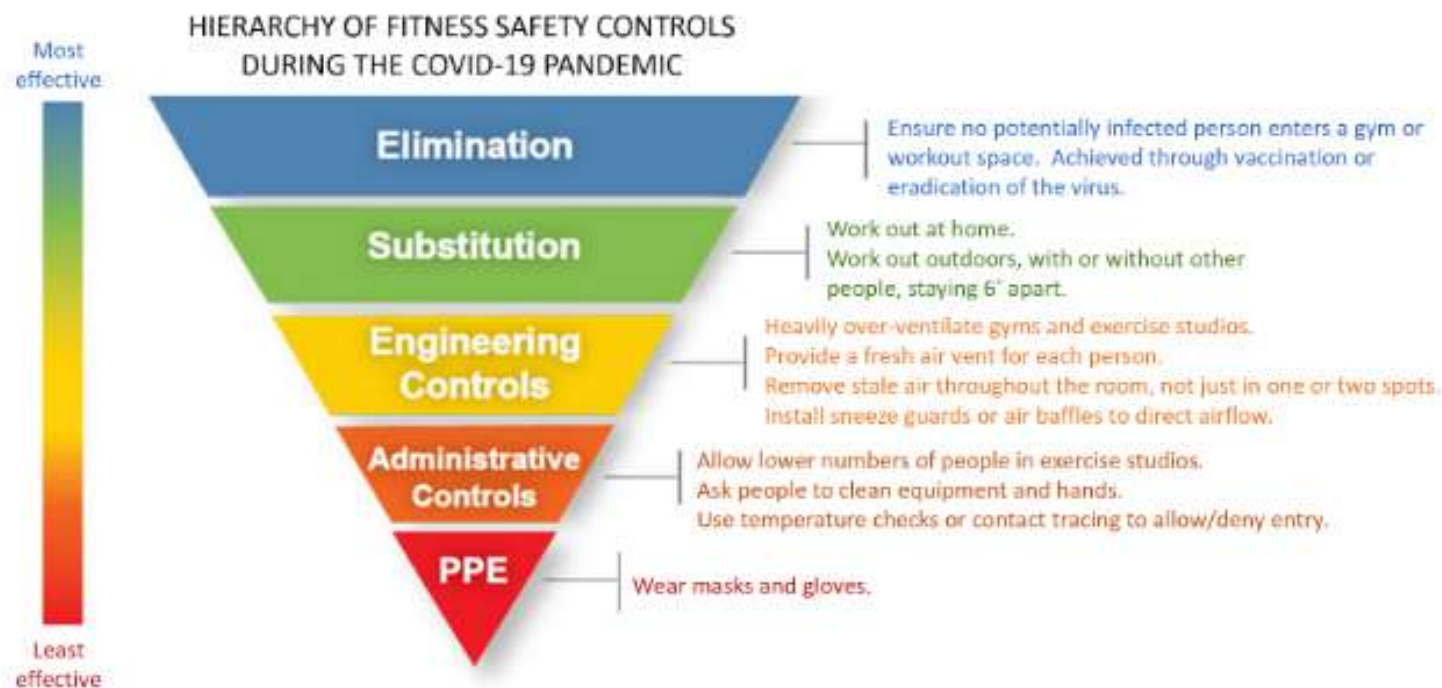 HIERARCHY OF FITNESS SAFETY CONTROLS
DURING THE COVID-19 PANDEMIC
Most
effective
Elimination
Ensure no potentially infected person enters a gym or
workout space.  Achieved through vaccination or
eradication of the virus.
Substitution
Work out at home.
Work out outdoors, with or without other
people, staying 6' apart.
Engineering
Controls
Heavily over-ventilate gyms and exercise studios.
Provide a fresh air vent for each person.
Remove stale air throughout the room, not just in one or two spots.
Install sneeze guards or air baffles to direct airflow.
Administrative
Controls
Allow lower numbers of people in exercise studios.
Ask people to clean equipment and hands.
Use temperature checks or contact tracing to allow/deny entry.
PPE
Wear masks and gloves.
Least
effective